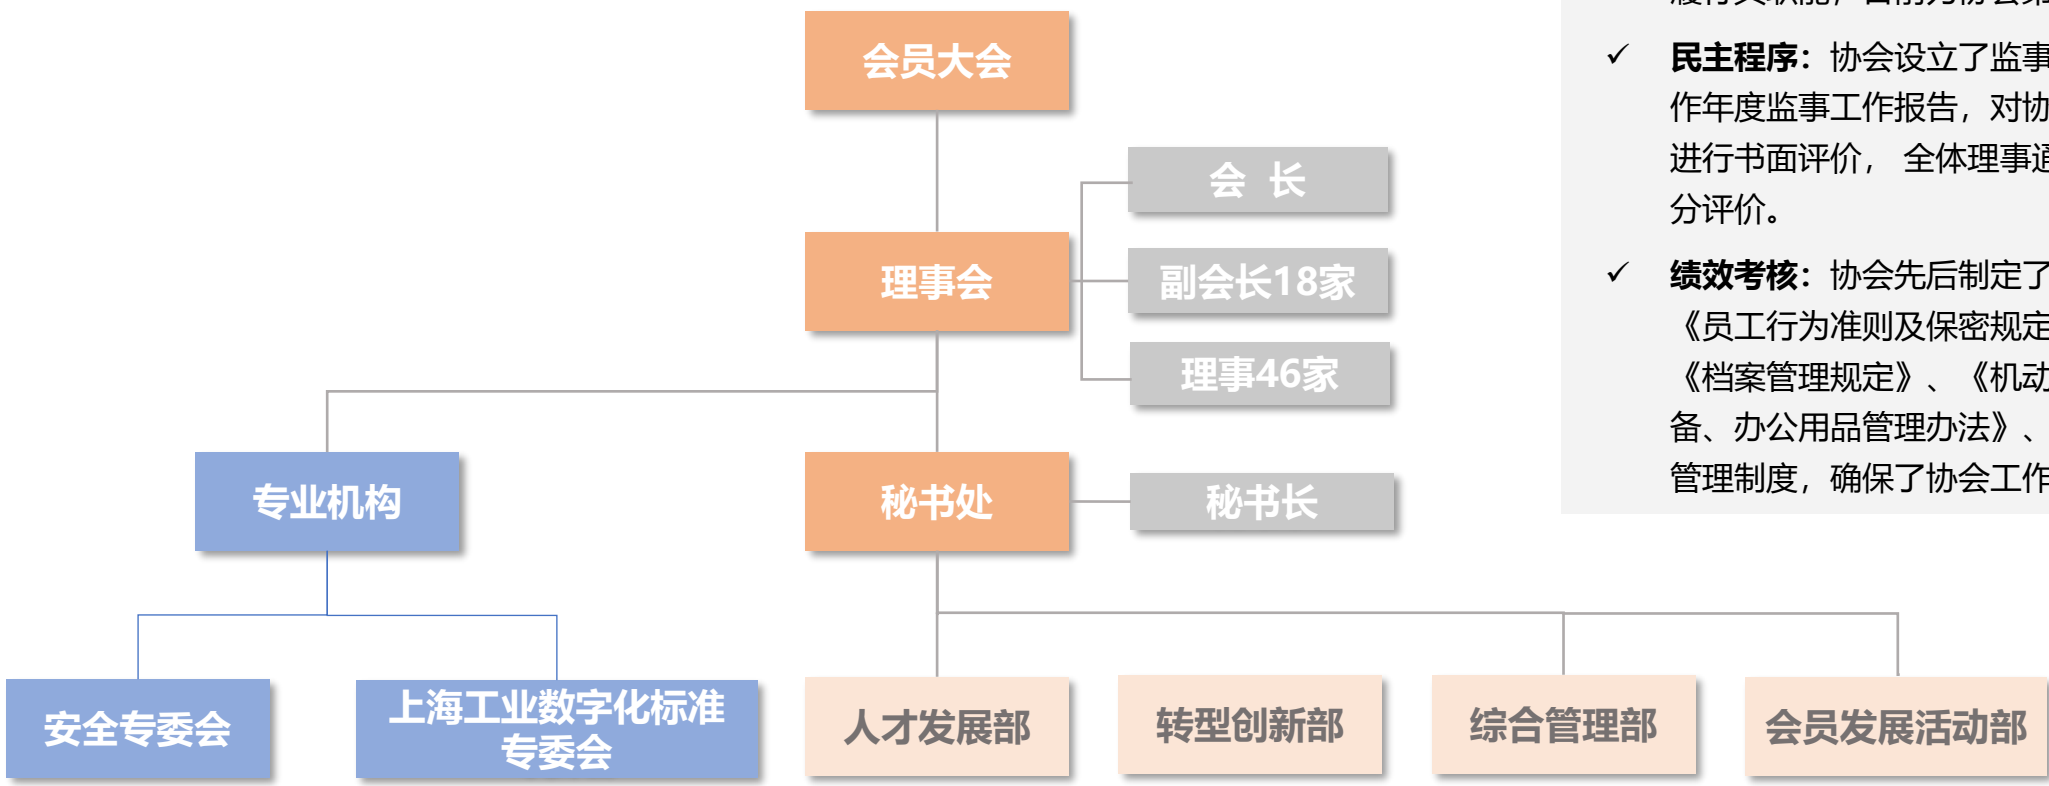 会员大会
会 长
理事会
副会长18家
理事46家
专业机构
秘书处
秘书长
安全专委会
上海工业数字化标准
专委会
人才发展部
转型创新部
综合管理部
会员发展活动部
✓ 民主程序：协会设立了监事
作年度监事工作报告，对协
进行书面评价， 全体理事通
分评价。
✓ 绩效考核：协会先后制定了
《员工行为准则及保密规定
《档案管理规定》、《机动
备、办公用品管理办法》、
管理制度，确保了协会工作